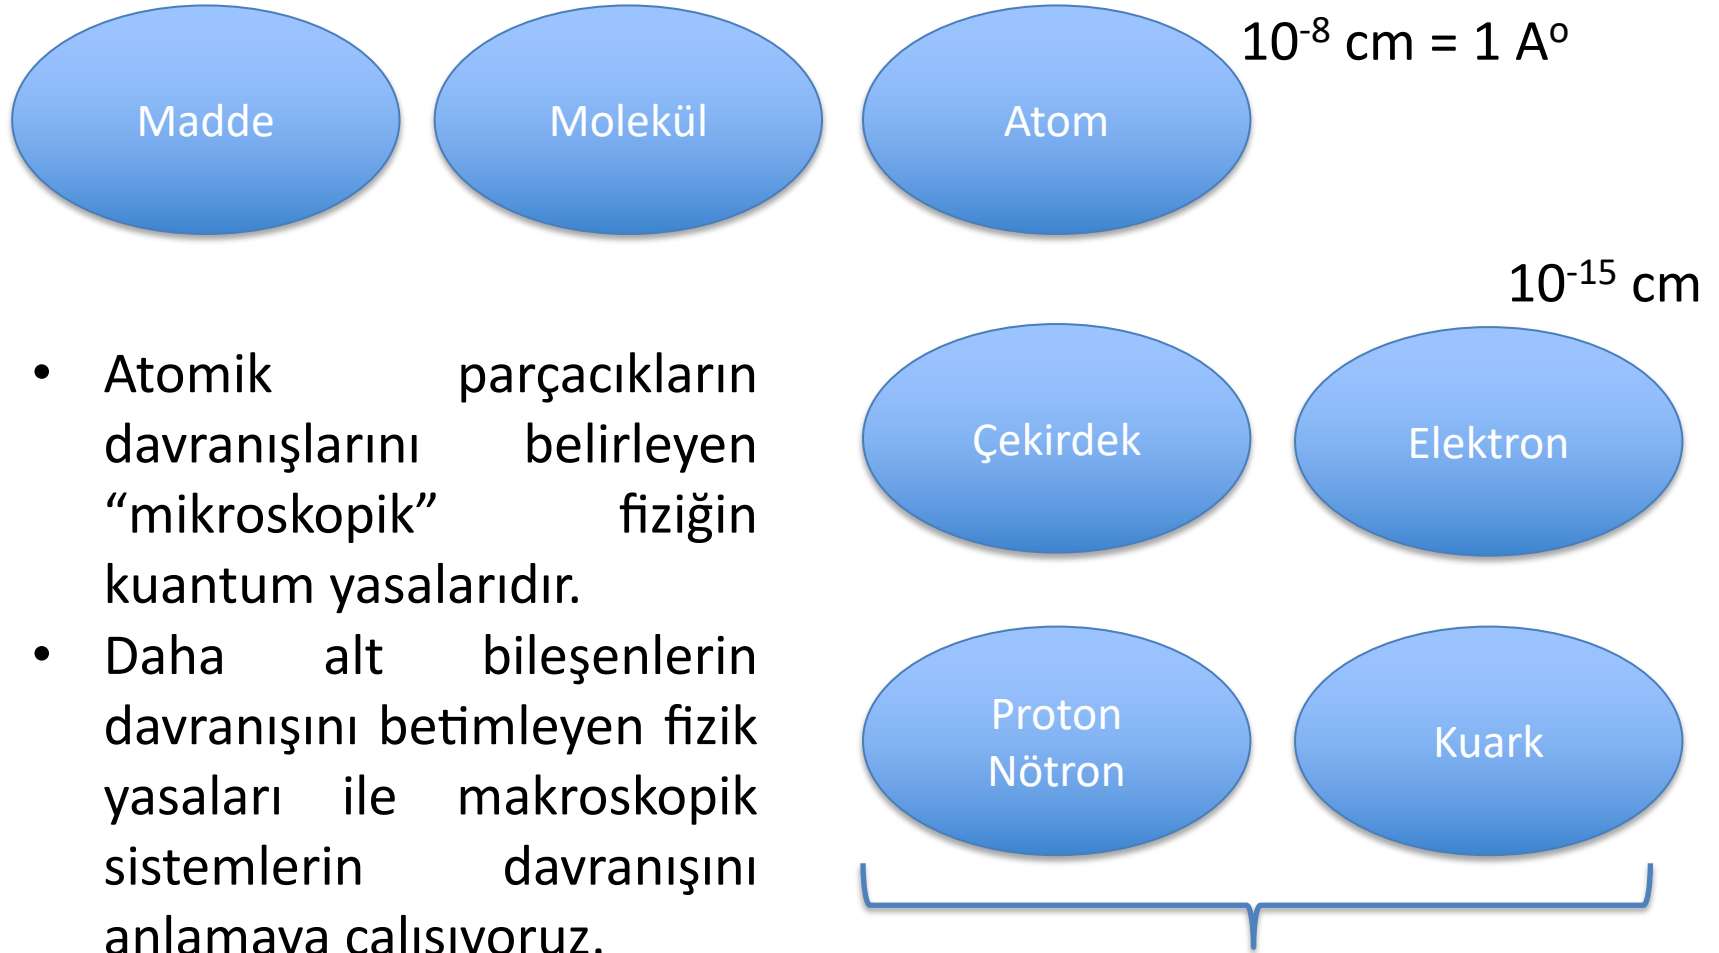 Madde
Molekül
Atom
10⁻⁸ cm = 1 Aᵒ
10⁻¹⁵ cm
Çekirdek
Elektron
Proton
Nötron
Kuark
• Atomik parçacıkların
davranışlarını belirleyen
“mikroskopik” fiziğin
kuantum yasalarıdır.
• Daha alt bileşenlerin
davranışını betimleyen fizik
yasaları ile makroskopik
sistemlerin davranışını
anlamaya çalışıyoruz.